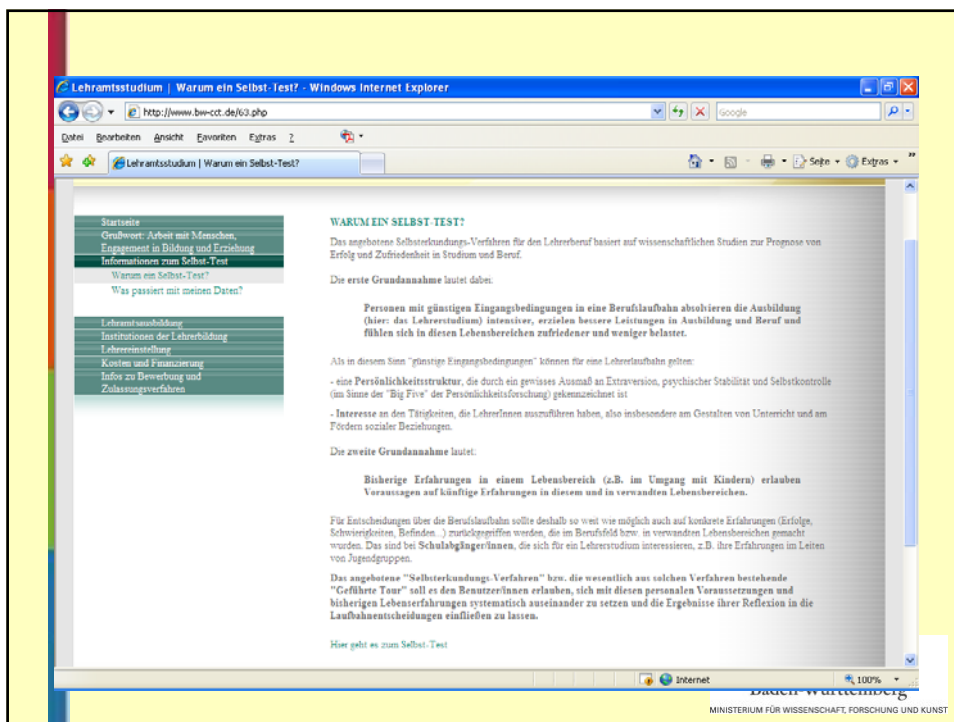 Lehramtsstudium | Warum ein Selbst-Test? - Windows Internet Explorer
http://www.bw-cct.de/63.php
Google
Datei Bearbeiten Ansicht Favoriten Extras ?
Lehramtsstudium | Warum ein Selbst-Test?
Seite Extras »
Startseite
Grußwort: Arbeit mit Menschen,
Engagement in Bildung und Erziehung
Informationen zum Selbst-Test
Warum ein Selbst-Test?
Was passiert mit meinen Daten?
Lehramtsausbildung
Institutionen der Lehrerbildung
Lehrereinstellung
Kosten und Finanzierung
Infos zu Bewerbung und
Zulassungsverfahren
WARUM EIN SELBST-TEST?
Das angebotene Selbsterkundungs-Verfahren für den Lehrerberuf basiert auf wissenschaftlichen Studien zur Prognose von
Erfolg und Zufriedenheit in Studium und Beruf.
Die erste Grundannahme lautet dabei:
Personen mit günstigen Eingangsbedingungen in eine Berufslaufbahn absolvieren die Ausbildung
(hier: das Lehrerstudium) intensiver, erzielen bessere Leistungen in Ausbildung und Beruf und
fühlen sich in diesen Lebensbereichen zufriedener und weniger belastet.
Als in diesem Sinn "günstige Eingangsbedingungen" können für eine Lehrerlaufbahn gelten:
- eine Persönlichkeitsstruktur, die durch ein gewisses Ausmaß an Extraversion, psychischer Stabilität und Selbstkontrolle
(im Sinne der "Big Five" der Persönlichkeitsforschung) gekennzeichnet ist
- Interesse an den Tätigkeiten, die LehrerInnen auszuführen haben, also insbesondere am Gestalten von Unterricht und am
Fördern sozialer Beziehungen.
Die zweite Grundannahme lautet:
Bisherige Erfahrungen in einem Lebensbereich (z.B. im Umgang mit Kindern) erlauben
Voraussagen auf künftige Erfahrungen in diesem und in verwandten Lebensbereichen.
Für Entscheidungen über die Berufslaufbahn sollte deshalb so weit wie möglich auch auf konkrete Erfahrungen (Erfolge,
Schwierigkeiten, Befinden...) zurückgegriffen werden, die im Berufsfeld bzw. in verwandten Lebensbereichen gemacht
wurden. Das sind bei Schulabgänger/innen, die sich für ein Lehrerstudium interessieren, z.B. ihre Erfahrungen im Leiten
von Jugendgruppen.
Das angebotene "Selbsterkundungs-Verfahren" bzw. die wesentlich aus solchen Verfahren bestehende
"Geführte Tour" soll es den Benutzer/innen erlauben, sich mit diesen personalen Voraussetzungen und
bisherigen Lebenserfahrungen systematisch auseinander zu setzen und die Ergebnisse ihrer Reflexion in die
Laufbahnentscheidungen einfließen zu lassen.
Hier geht es zum Selbst-Test
Internet 100%
Baden-Württemberg
MINISTERIUM FÜR WISSENSCHAFT, FORSCHUNG UND KUNST